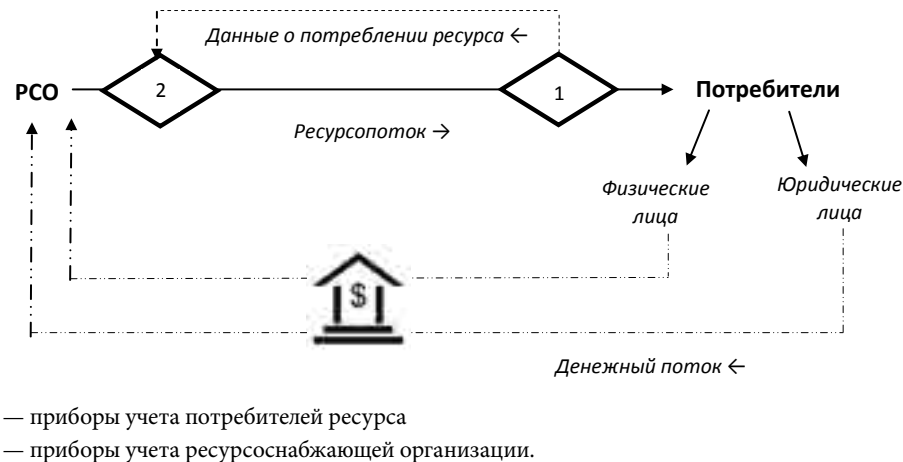 Данные о потреблении ресурса ←
РСО
2
1
Потребители
Ресурсопоток →
Физические
лица
Юридические
лица
$
Денежный поток ←
— приборы учета потребителей ресурса
— приборы учета ресурсоснабжающей организации.